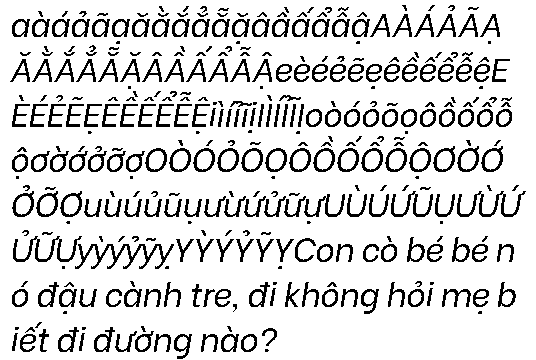 aàáảãạăằắẳẵặâầấẩẫậAÀÁẢÃẠ
ĂẰẮẲẴẶÂẦẤẨẪẬeèéẻẽẹêềếểễệE
ÈÉẺẼẸÊỀẾỂỄỆiìíỉĩịIÌÍỈĨỊoòóỏõọôồốổỗ
ộơờớởỡợOÒÓỎÕỌÔỒỐỔỖỘƠỜỚ
ỞỠỢuùúủũụưừứửữựUÙÚỦŨỤƯỪỨ
ỬỮỰyỳýỷỹỵYỲÝỶỸỴCon cò bé bé n
ó đậu cành tre, đi không hỏi mẹ b
iết đi đường nào?